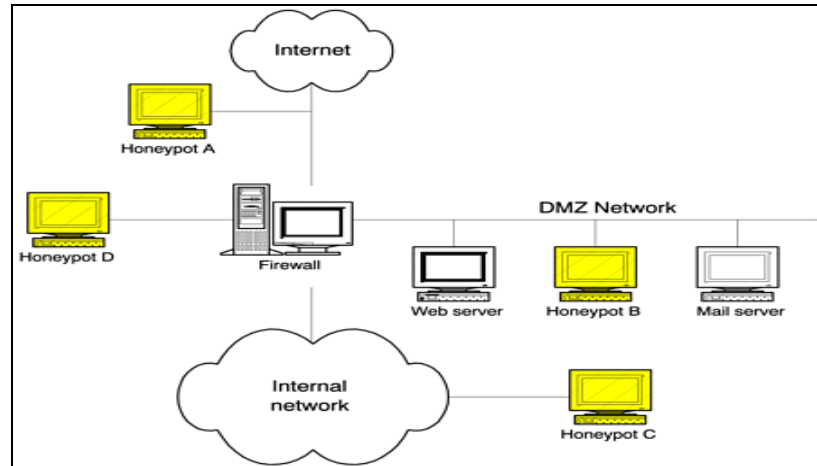 Internet
Honeypot A
DMZ Network
Honeypot D
Firewall
Web server
Honeypot B
Mail server
Internal
network
Honeypot C